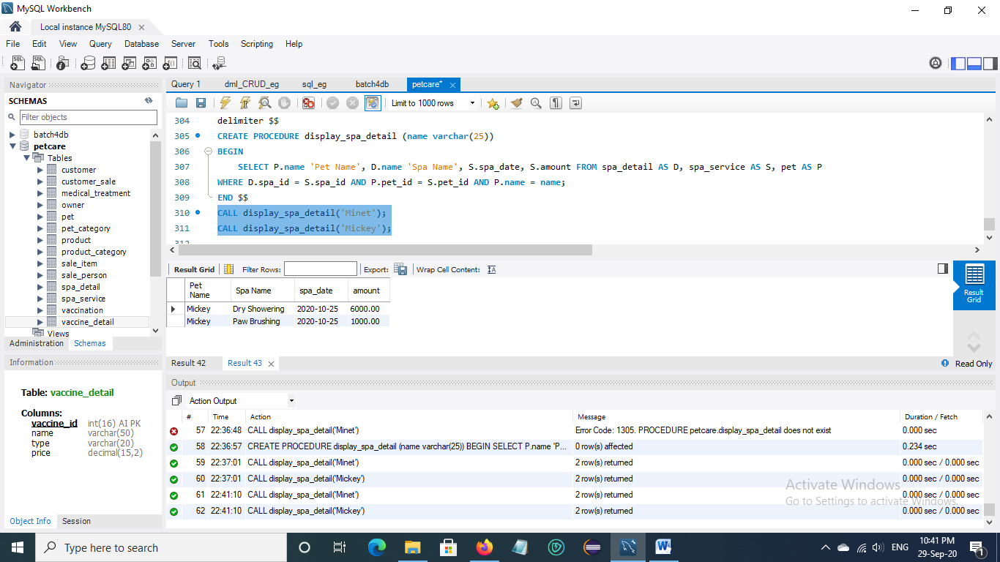 MySQL Workbench
Local instance MySQL80
File Edit View Query Database Server Tools Scripting Help
Navigator
SCHEMAS
Filter objects
batch4db
petcare
Tables
customer
customer_sale
medical_treatment
owner
pet
pet_category
product
product_category
sale_item
sale_person
spa_detail
spa_service
vaccination
vaccine_detail
Views
Administration Schemas
Information
Table: vaccine_detail
Columns:
vaccine_id int(16) AI PK
name varchar(50)
type varchar(20)
price decimal(15,2)
Object Info Session
Query 1 dml_CRUD_eg sql_eg batch4db petcare*
Limit to 1000 rows
304 delimiter $$
305 CREATE PROCEDURE display_spa_detail (name varchar(25))
306 BEGIN
307 SELECT P.name 'Pet Name', D.name 'Spa Name', S.spa_date, S.amount FROM spa_detail AS D, spa_service AS S, pet AS P
308 WHERE D.spa_id = S.spa_id AND P.pet_id = S.pet_id AND P.name = name;
309 END $$
310 CALL display_spa_detail('Minet');
311 CALL display_spa_detail('Mickey');
312
Result Grid Filter Rows: Export: Wrap Cell Content:
Pet Name Spa Name spa_date amount
Mickey Dry Showering 2020-10-25 6000.00
Mickey Paw Brushing 2020-10-25 1000.00
Result Grid
Result 42 Result 43 Read Only
Output
Action Output
# Time Action Message Duration / Fetch
57 22:36:48 CALL display_spa_detail('Minet') Error Code: 1305. PROCEDURE petcare.display_spa_detail does not exist 0.000 sec
58 22:36:57 CREATE PROCEDURE display_spa_detail (name varchar(25)) BEGIN SELECT P.name 'P... 0 row(s) affected 0.234 sec
59 22:37:01 CALL display_spa_detail('Minet') 2 row(s) returned 0.000 sec / 0.000 sec
60 22:37:01 CALL display_spa_detail('Mickey') 2 row(s) returned 0.000 sec / 0.000 sec
61 22:41:10 CALL display_spa_detail('Minet') 2 row(s) returned 0.000 sec / 0.000 sec
62 22:41:10 CALL display_spa_detail('Mickey') 2 row(s) returned 0.000 sec / 0.000 sec
Activate Windows
Go to Settings to activate Windows.
Type here to search
ENG
10:41 PM
29-Sep-20
1